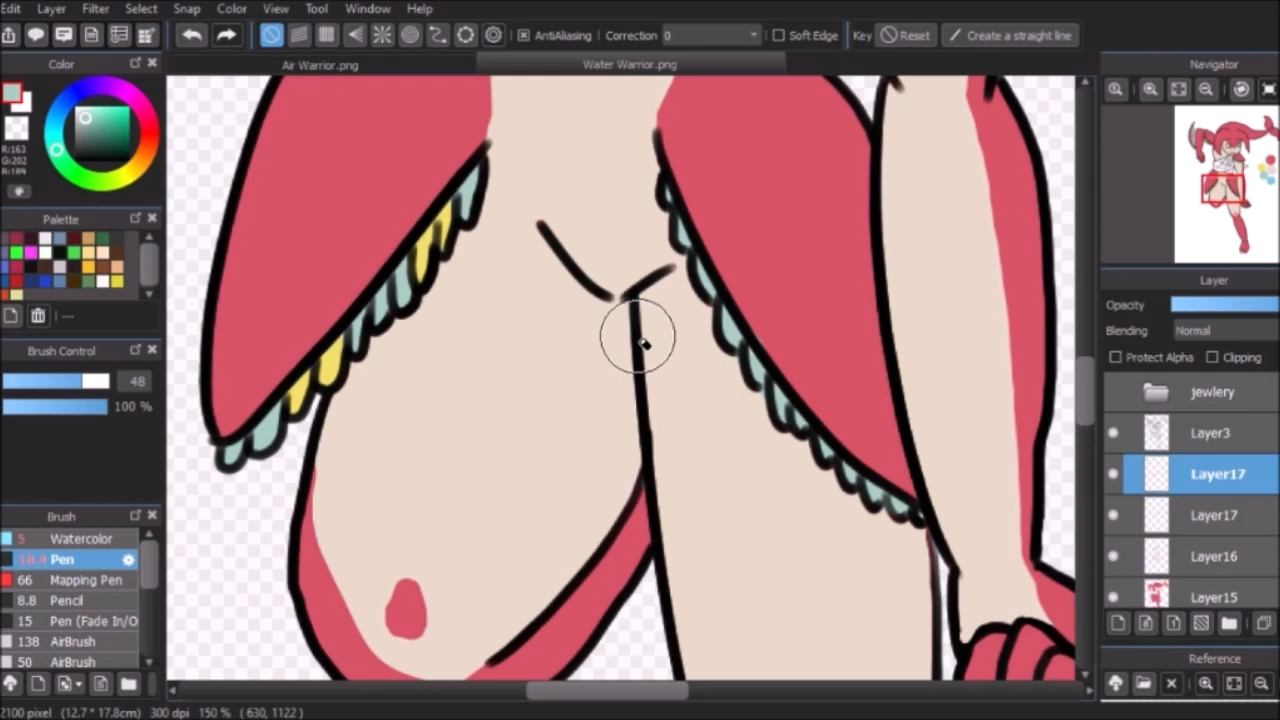 Edit Layer Filter Select Snap Color View Tool Window Help
AntiAliasing Correction 0 Soft Edge Key Reset Create a straight line
Color
Air Warrior.png Water Warrior.png
Navigator
R:163
G:202
B:189
Palette
---
Brush Control
48
100 %
Brush
5 Watercolor
Pen
66 Mapping Pen
8.8 Pencil
15 Pen (Fade In/O
138 AirBrush
50 AirBrush
Layer
Opacity
Blending Normal
Protect Alpha Clipping
jewlery
Layer3
Layer17
Layer17
Layer16
Layer15
Reference
2100 pixel (12.7 * 17.8cm) 300 dpi 150 % ( 630, 1122 )